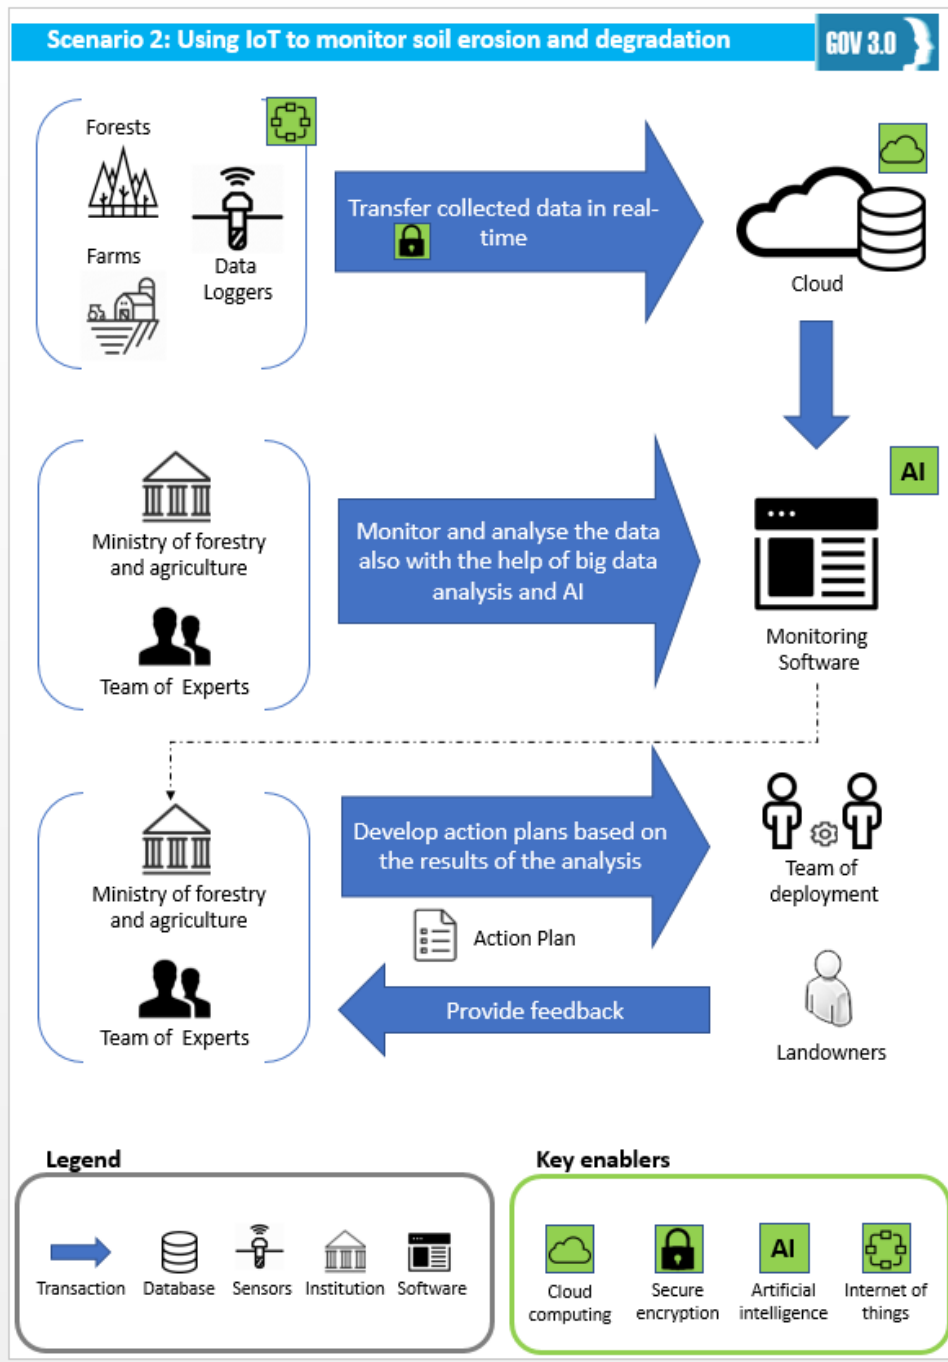 Scenario 2: Using IoT to monitor soil erosion and degradation
GOV 3.0
Forests
Farms
Data
Loggers
Transfer collected data in real-
time
Cloud
Ministry of forestry
and agriculture
Team of Experts
Monitor and analyse the data
also with the help of big data
analysis and AI
AI
Monitoring
Software
Ministry of forestry
and agriculture
Team of Experts
Develop action plans based on
the results of the analysis
Action Plan
Provide feedback
Team of
deployment
Landowners
Legend
Transaction
Database
Sensors
Institution
Software
Key enablers
Cloud
computing
Secure
encryption
AI
Artificial
intelligence
Internet of
things